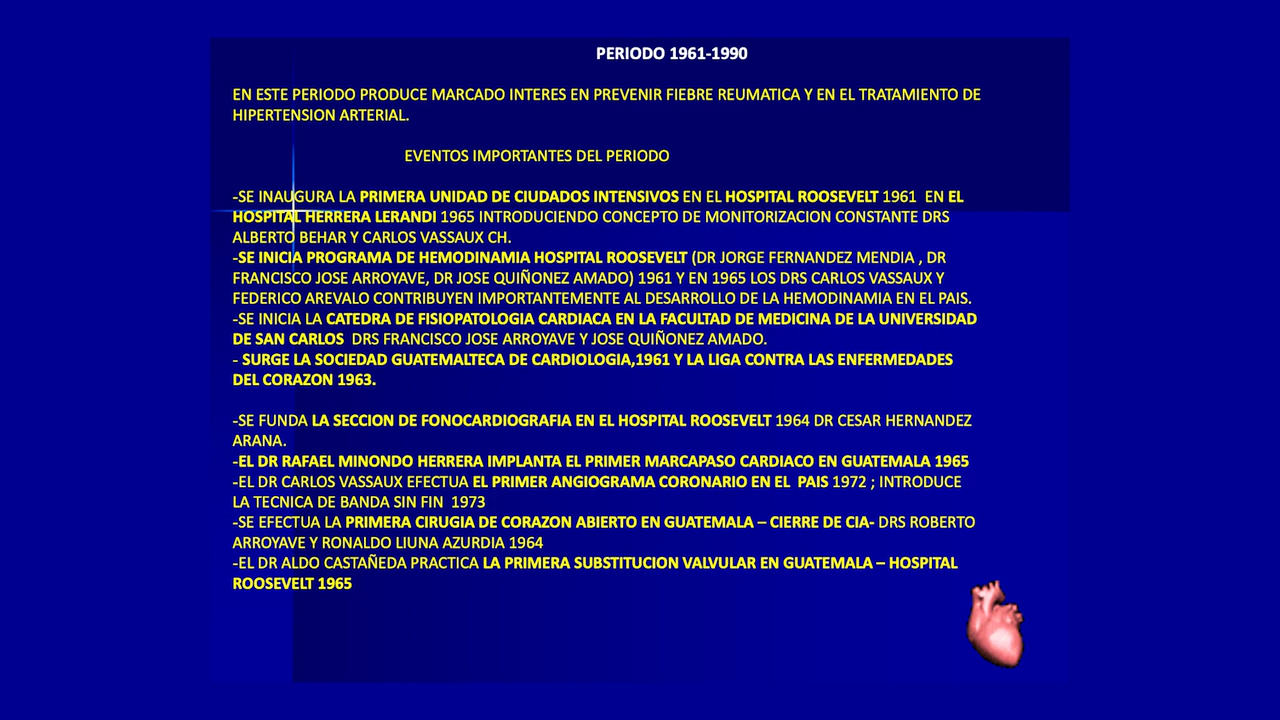 PERIODO 1961-1990
EN ESTE PERIODO PRODUCE MARCADO INTERES EN PREVENIR FIEBRE REUMATICA Y EN EL TRATAMIENTO DE
HIPERTENSION ARTERIAL.
EVENTOS IMPORTANTES DEL PERIODO
-SE INAUGURA LA PRIMERA UNIDAD DE CIUDADOS INTENSIVOS EN EL HOSPITAL ROOSEVELT 1961 EN EL
HOSPITAL HERRERA LERANDI 1965 INTRODUCIENDO CONCEPTO DE MONITORIZACION CONSTANTE DRS
ALBERTO BEHAR Y CARLOS VASSAUX CH.
-SE INICIA PROGRAMA DE HEMODINAMIA HOSPITAL ROOSEVELT (DR JORGE FERNANDEZ MENDIA , DR
FRANCISCO JOSE ARROYAVE, DR JOSE QUIÑONEZ AMADO) 1961 Y EN 1965 LOS DRS CARLOS VASSAUX Y
FEDERICO AREVALO CONTRIBUYEN IMPORTANTEMENTE AL DESARROLLO DE LA HEMODINAMIA EN EL PAIS.
-SE INICIA LA CATEDRA DE FISIOPATOLOGIA CARDIACA EN LA FACULTAD DE MEDICINA DE LA UNIVERSIDAD
DE SAN CARLOS DRS FRANCISCO JOSE ARROYAVE Y JOSE QUIÑONEZ AMADO.
- SURGE LA SOCIEDAD GUATEMALTECA DE CARDIOLOGIA,1961 Y LA LIGA CONTRA LAS ENFERMEDADES
DEL CORAZON 1963.
-SE FUNDA LA SECCION DE FONOCARDIOGRAFIA EN EL HOSPITAL ROOSEVELT 1964 DR CESAR HERNANDEZ
ARANA.
-EL DR RAFAEL MINONDO HERRERA IMPLANTA EL PRIMER MARCAPASO CARDIACO EN GUATEMALA 1965
-EL DR CARLOS VASSAUX EFECTUA EL PRIMER ANGIOGRAMA CORONARIO EN EL PAIS 1972 ; INTRODUCE
LA TECNICA DE BANDA SIN FIN 1973
-SE EFECTUA LA PRIMERA CIRUGIA DE CORAZON ABIERTO EN GUATEMALA – CIERRE DE CIA- DRS ROBERTO
ARROYAVE Y RONALDO LIUNA AZURDIA 1964
-EL DR ALDO CASTAÑEDA PRACTICA LA PRIMERA SUBSTITUCION VALVULAR EN GUATEMALA – HOSPITAL
ROOSEVELT 1965